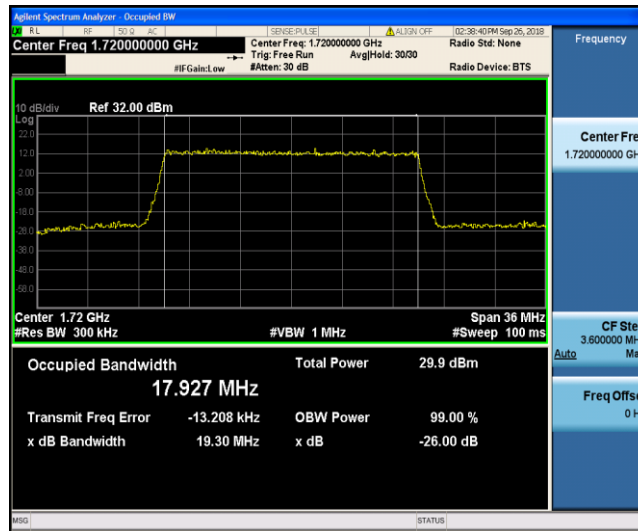 Agilent Spectrum Analyzer - Occupied BW
RL RF 50 Ω AC SENSE:PULSE ALIGN OFF 02:38:40 PM Sep 26, 2018
Center Freq 1.720000000 GHz Center Freq: 1.720000000 GHz Radio Std: None Frequency
Trig: Free Run Avg|Hold: 30/30
#IFGain:Low #Atten: 30 dB Radio Device: BTS
10 dB/div Ref 32.00 dBm
Log
22.0
12.0
2.00
-8.00
-18.0
-28.0
-38.0
-48.0
-58.0
Center Fre
1.720000000 GH
Center 1.72 GHz Span 36 MHz
#Res BW 300 kHz #VBW 1 MHz #Sweep 100 ms
CF Ste
3.600000 MH
Auto Ma
Occupied Bandwidth Total Power 29.9 dBm
17.927 MHz
Transmit Freq Error -13.208 kHz OBW Power 99.00 %
x dB Bandwidth 19.30 MHz x dB -26.00 dB
Freq Offse
0 H
MSG STATUS